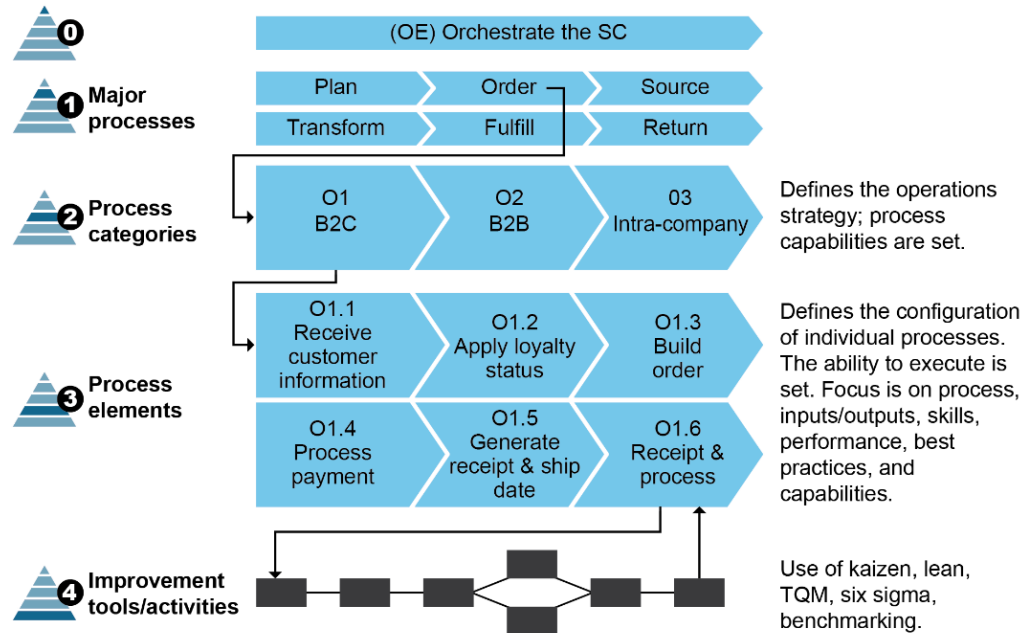 0
(OE) Orchestrate the SC
1
Major
processes
Plan
Order
Source
Transform
Fulfill
Return
2
Process
categories
O1
B2C
O2
B2B
03
Intra-company
Defines the operations
strategy; process
capabilities are set.
3
Process
elements
O1.1
Receive
customer
information
O1.2
Apply loyalty
status
O1.3
Build
order
O1.4
Process
payment
O1.5
Generate
receipt & ship
date
O1.6
Receipt &
process
Defines the configuration
of individual processes.
The ability to execute is
set. Focus is on process,
inputs/outputs, skills,
performance, best
practices, and
capabilities.
4
Improvement
tools/activities
Use of kaizen, lean,
TQM, six sigma,
benchmarking.